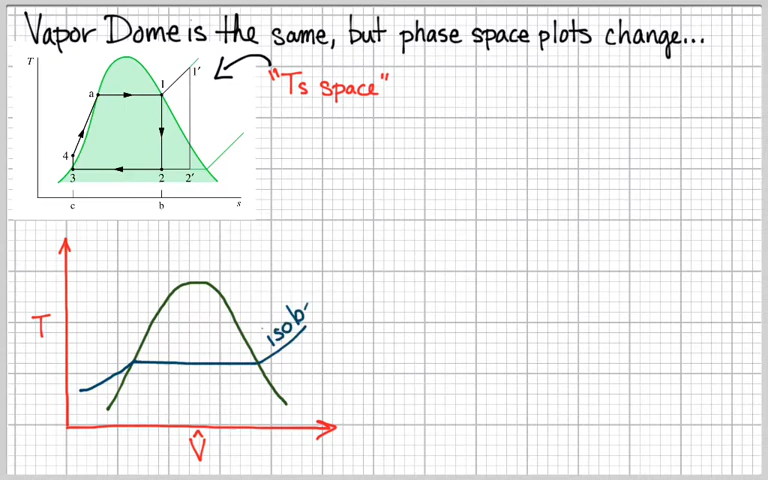 Vapor Dome is the same, but phase space plots change...
T
1
1'
"Ts space"
a
4
3
2
2'
c
b
s
isob-
T
V̂